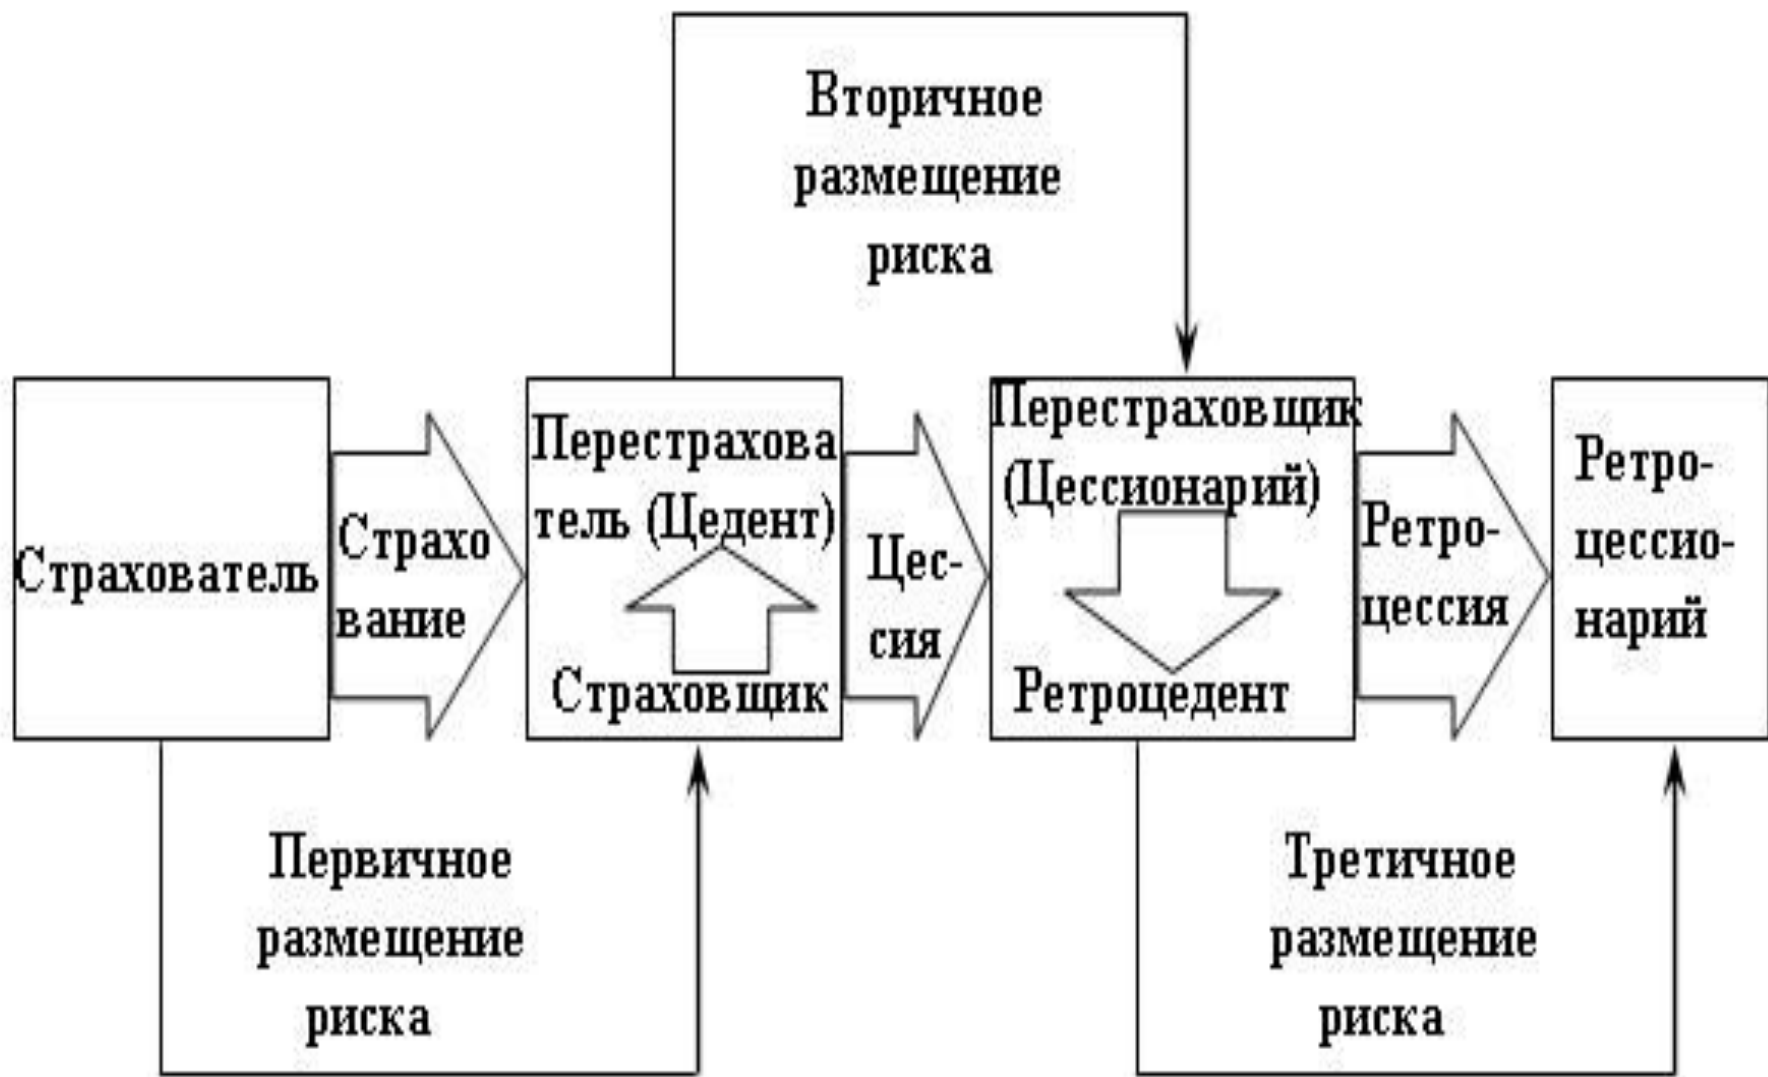 Вторичное
размещение
риска
Страхователь
Страхо
вание
Перестрахова
тель (Цедент)
Страховщик
Цес-
сия
Перестраховщик
(Цессионарий)
Ретроцедент
Ретро-
цессия
Ретро-
цессио-
нарий
Первичное
размещение
риска
Третичное
размещение
риска